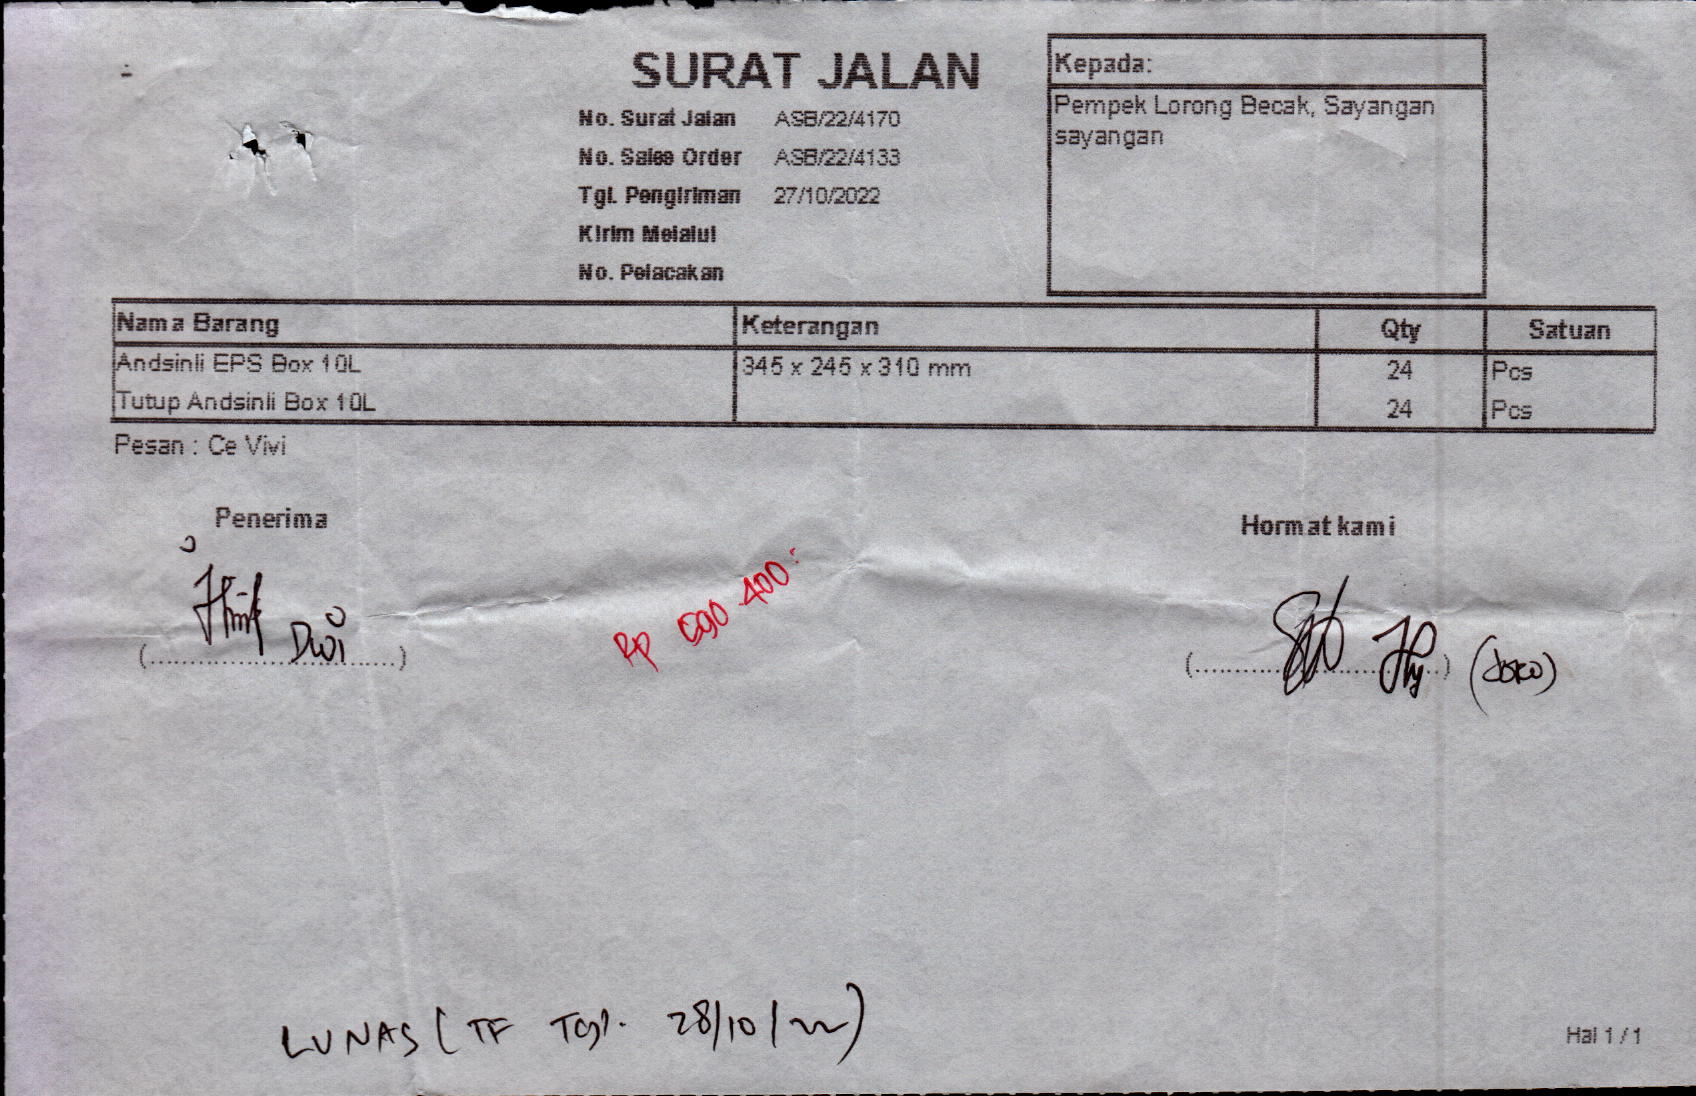 SURAT JALAN
No. Surat Jalan ASB/22/4170
No. Sales Order ASB/22/4133
Tgl. Pengiriman 27/10/2022
Kirim Melalui
No. Pelacakan
Kepada:
Pempek Lorong Becak, Sayangan
sayangan
Nama Barang Keterangan Qty Satuan
Andsinli EPS Box 10L 345 x 245 x 310 mm 24 Pcs
Tutup Andsinli Box 10L 24 Pcs
Pesan : Ce Vivi
Penerima Hormat kami
Rp 690.400.-
(..............................) Dwi
(..............................) (Joko)
LUNAS (TF Tgl. 28/10/22)
Hal 1 / 1